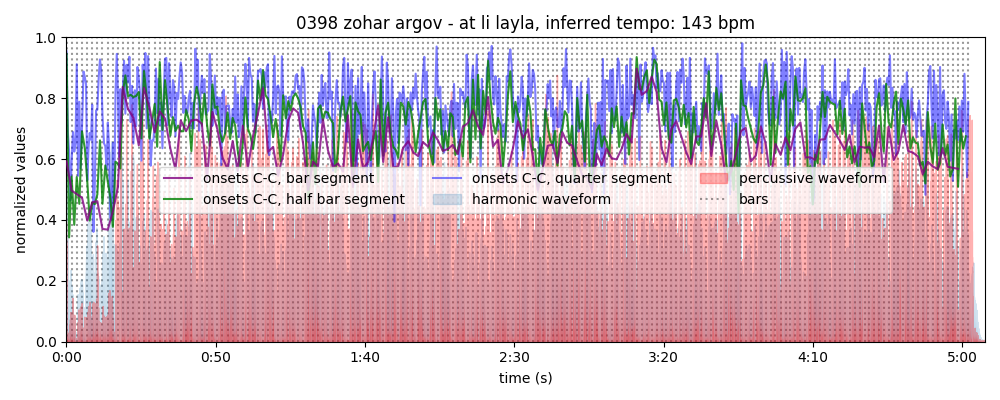 0398 zohar argov - at li layla, inferred tempo: 143 bpm
1.0
0.8
0.6
0.4
0.2
0.0
normalized values
onsets C-C, bar segment
onsets C-C, half bar segment
onsets C-C, quarter segment
harmonic waveform
percussive waveform
bars
0:00 0:50 1:40 2:30 3:20 4:10 5:00
time (s)